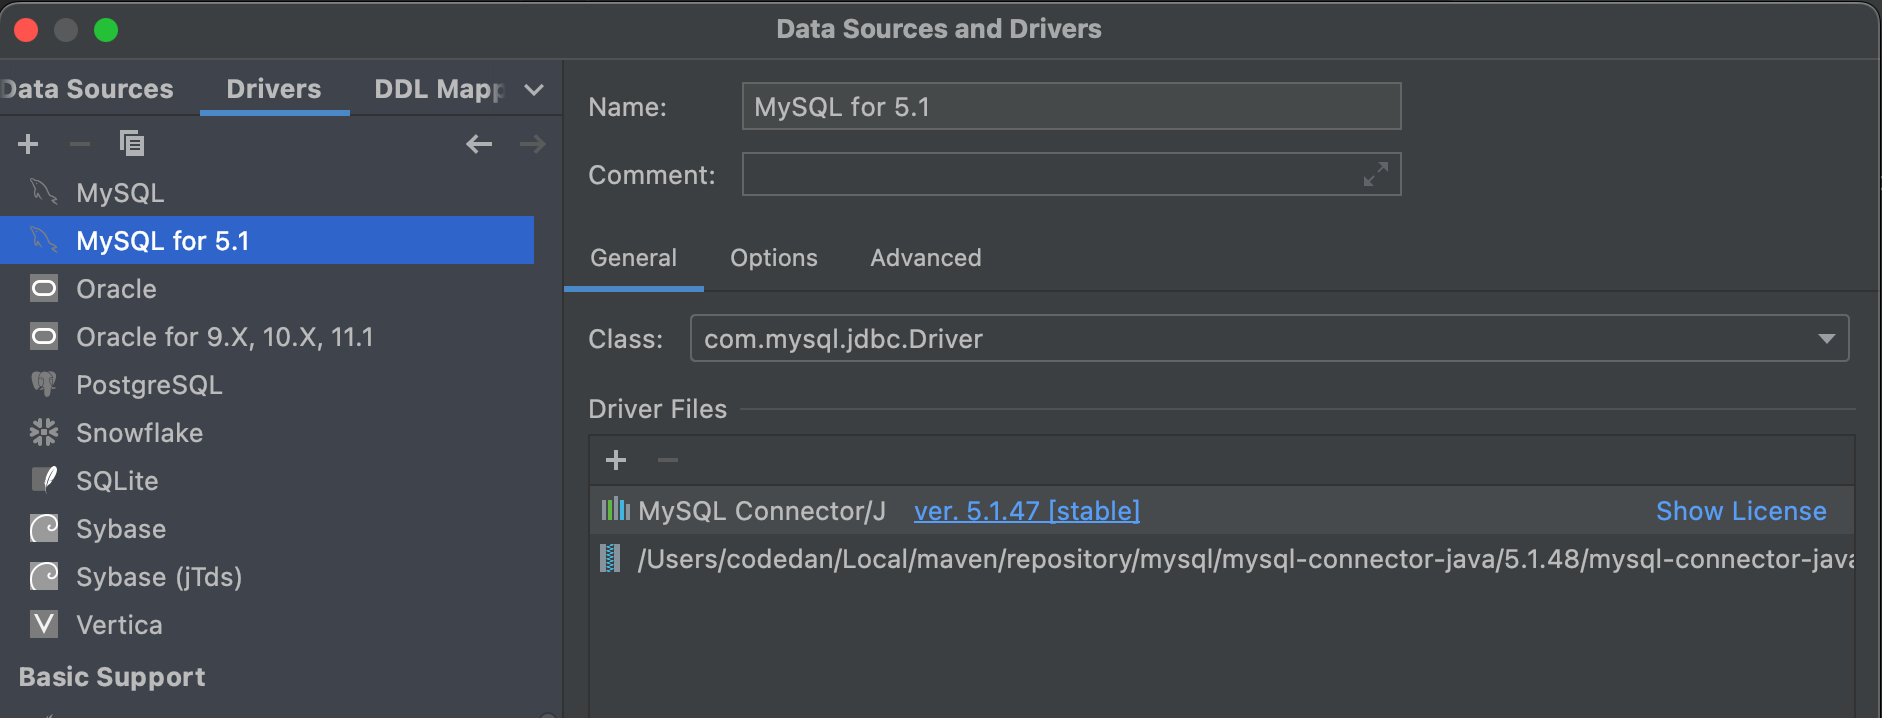 Data Sources and Drivers
Data Sources Drivers DDL Mapp
MySQL
MySQL for 5.1
Oracle
Oracle for 9.X, 10.X, 11.1
PostgreSQL
Snowflake
SQLite
Sybase
Sybase (jTds)
Vertica
Basic Support
Name: MySQL for 5.1
Comment:
General Options Advanced
Class: com.mysql.jdbc.Driver
Driver Files
MySQL Connector/J ver. 5.1.47 [stable] Show License
/Users/codedan/Local/maven/repository/mysql/mysql-connector-java/5.1.48/mysql-connector-java